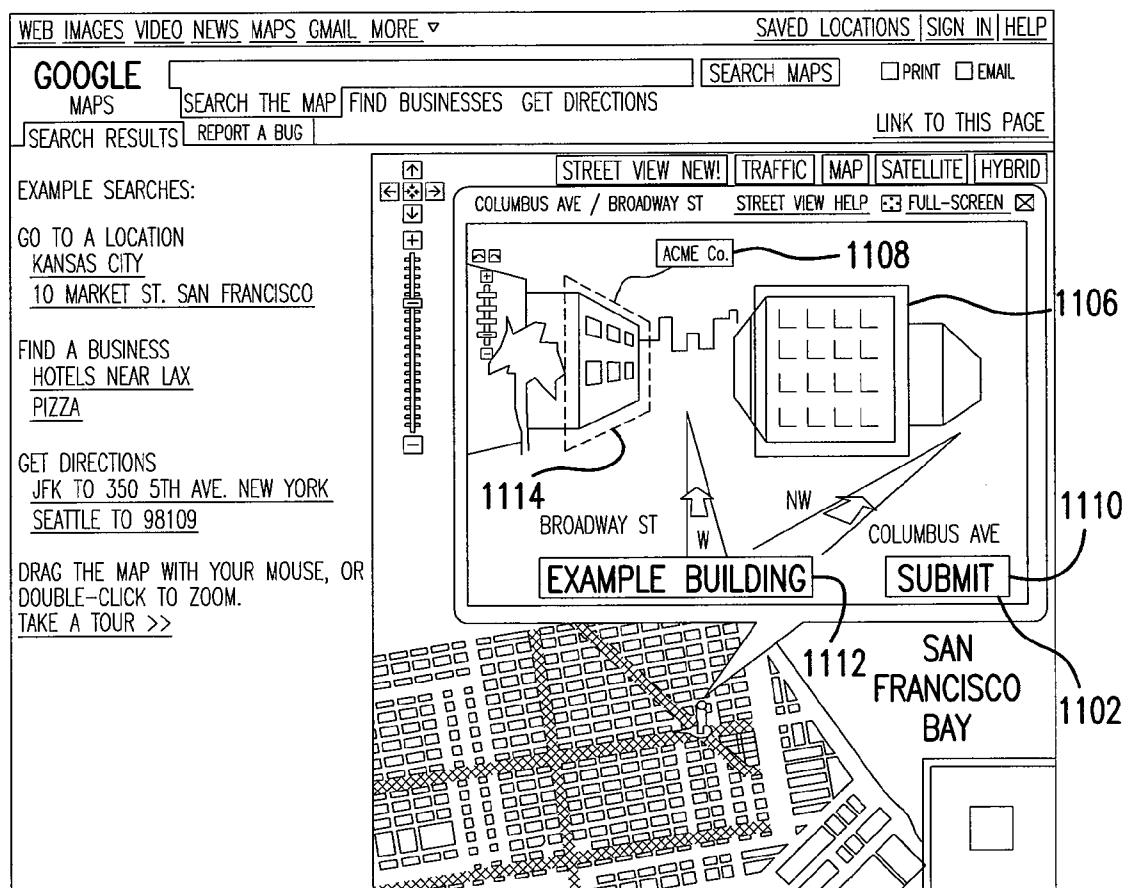 WEB IMAGES VIDEO NEWS MAPS GMAIL MORE
SAVED LOCATIONS | SIGN IN | HELP
GOOGLE
MAPS
SEARCH MAPS
PRINT EMAIL
SEARCH THE MAP FIND BUSINESSES GET DIRECTIONS
LINK TO THIS PAGE
SEARCH RESULTS REPORT A BUG
STREET VIEW NEW! TRAFFIC MAP SATELLITE HYBRID
EXAMPLE SEARCHES:
GO TO A LOCATION
KANSAS CITY
10 MARKET ST. SAN FRANCISCO
FIND A BUSINESS
HOTELS NEAR LAX
PIZZA
GET DIRECTIONS
JFK TO 350 5TH AVE. NEW YORK
SEATTLE TO 98109
DRAG THE MAP WITH YOUR MOUSE, OR
DOUBLE-CLICK TO ZOOM.
TAKE A TOUR >>
COLUMBUS AVE / BROADWAY ST STREET VIEW HELP FULL-SCREEN
ACME Co.
1108
1106
1114
BROADWAY ST
W
NW
COLUMBUS AVE
1110
EXAMPLE BUILDING
SUBMIT
1112
1102
SAN
FRANCISCO
BAY